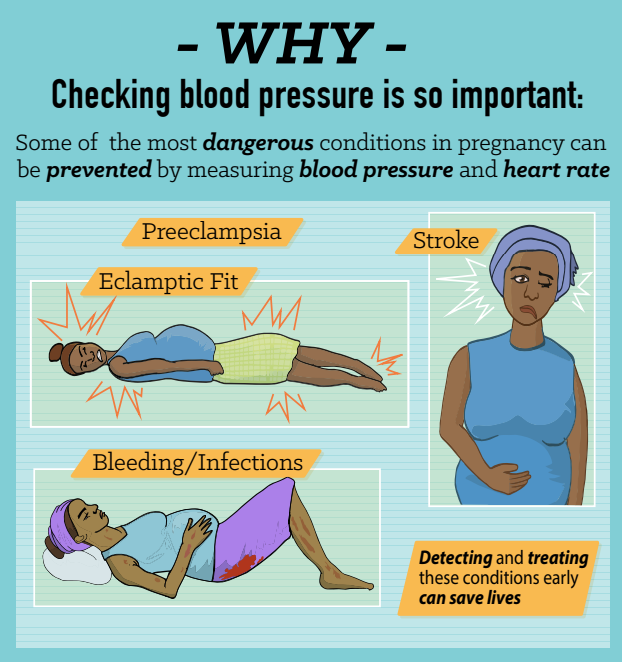 - WHY -
Checking blood pressure is so important:
Some of the most dangerous conditions in pregnancy can
be prevented by measuring blood pressure and heart rate
Preeclampsia
Stroke
Eclamptic Fit
Bleeding/Infections
Detecting and treating
these conditions early
can save lives